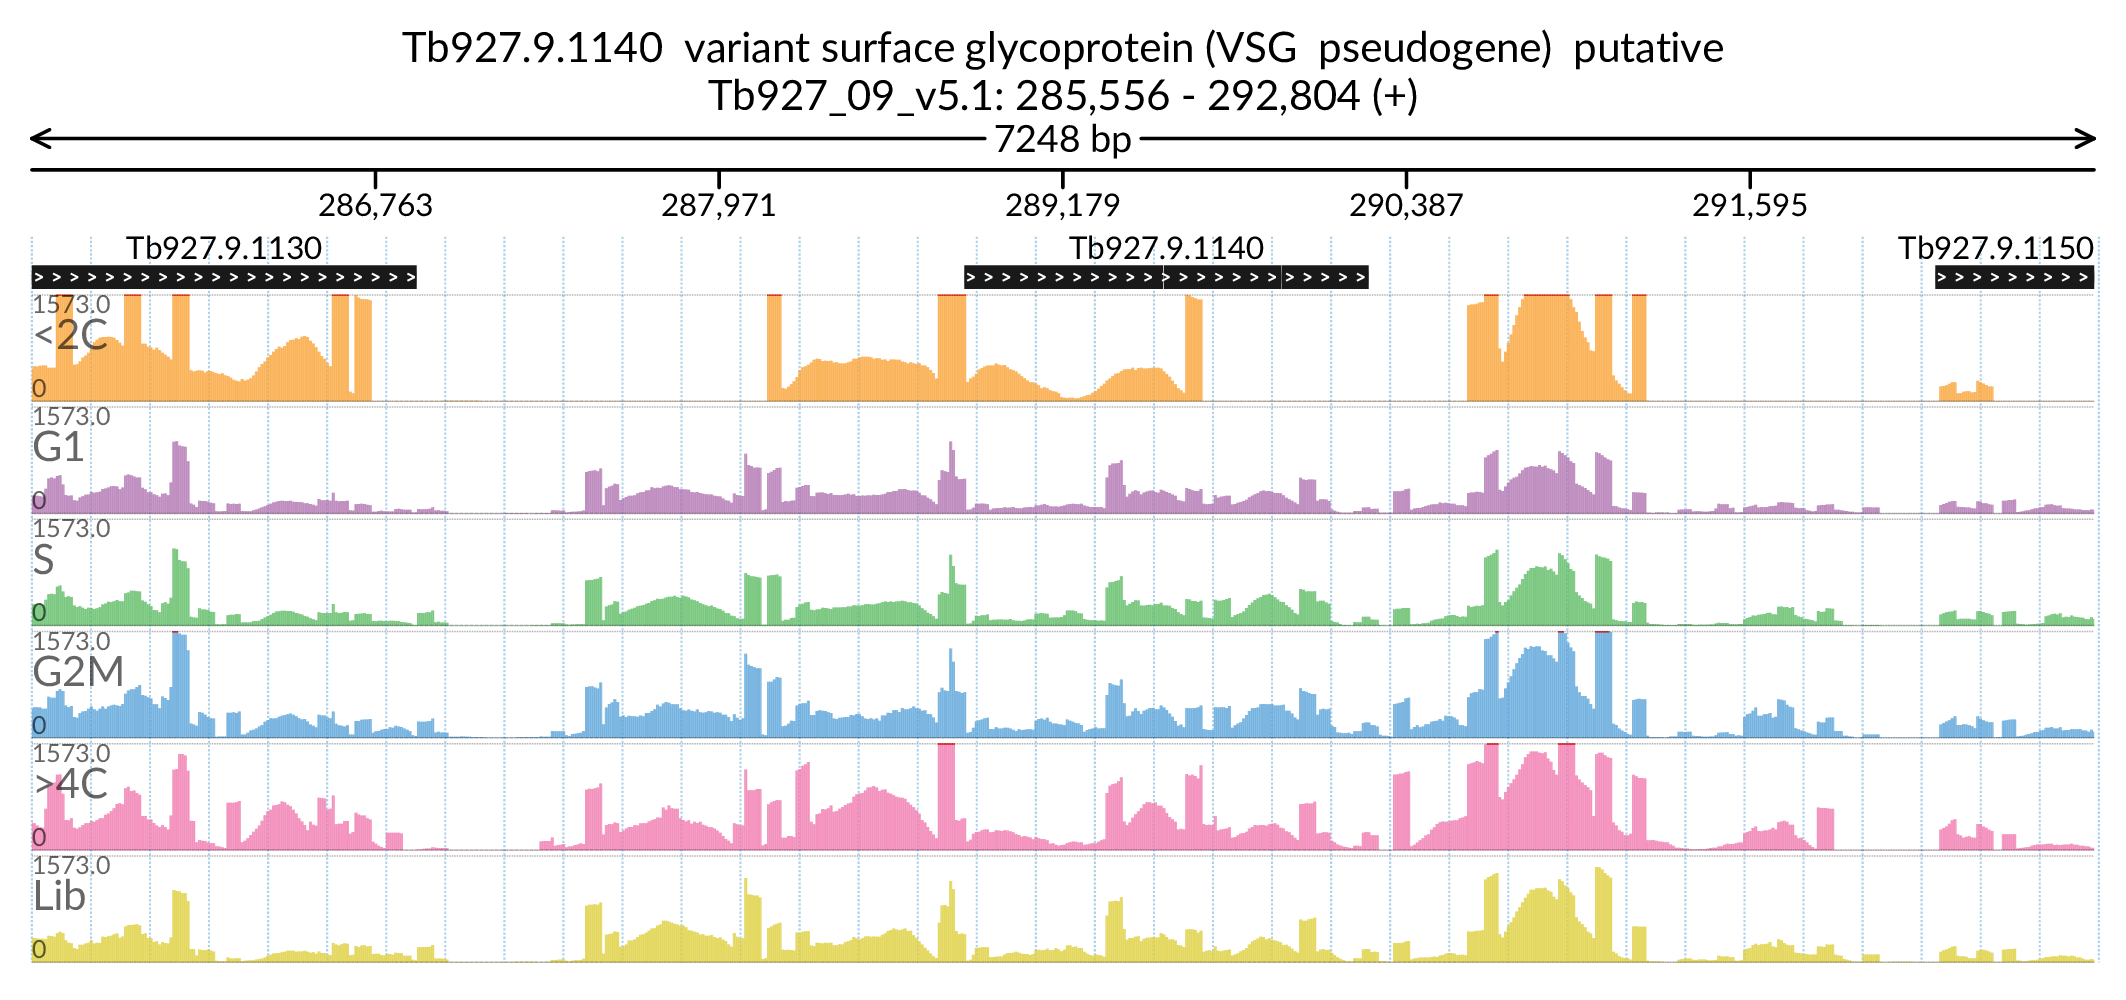 Tb927.9.1140 variant surface glycoprotein (VSG pseudogene) putative
Tb927_09_v5.1: 285,556 - 292,804 (+)
7248 bp
286,763 287,971 289,179 290,387 291,595
Tb927.9.1130 Tb927.9.1140 Tb927.9.1150
1573.0
<2C
0
1573.0
G1
0
1573.0
S
0
1573.0
G2M
0
1573.0
>4C
0
1573.0
Lib
0